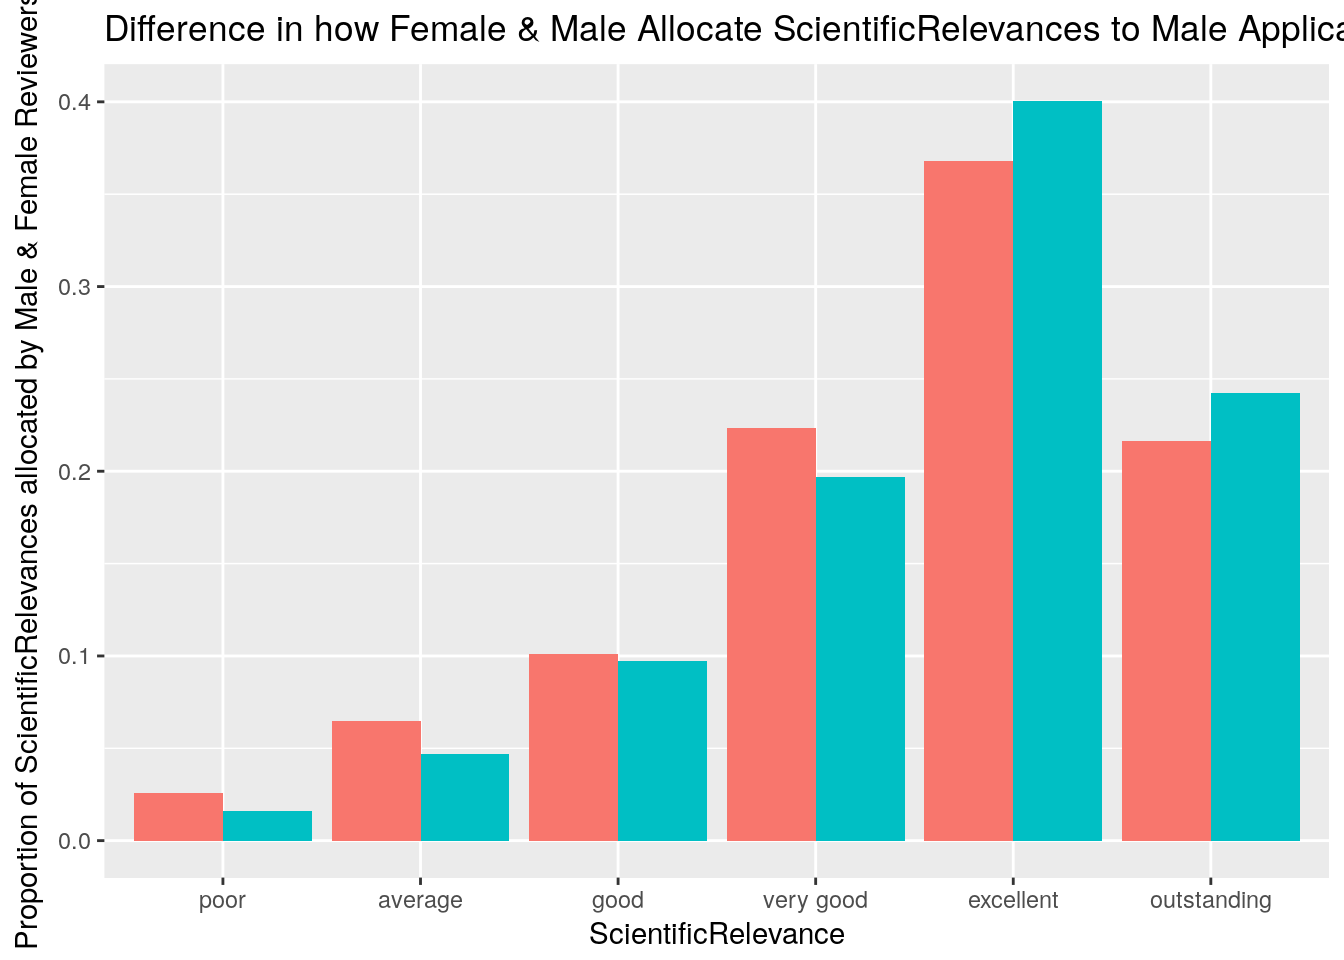 Difference in how Female & Male Allocate ScientificRelevances to Male
Proportion of ScientificRelevances allocated by Male & Female Reviewers
0.4
0.3
0.2
0.1
0.0
poor average good very good excellent outstanding
ScientificRelevance